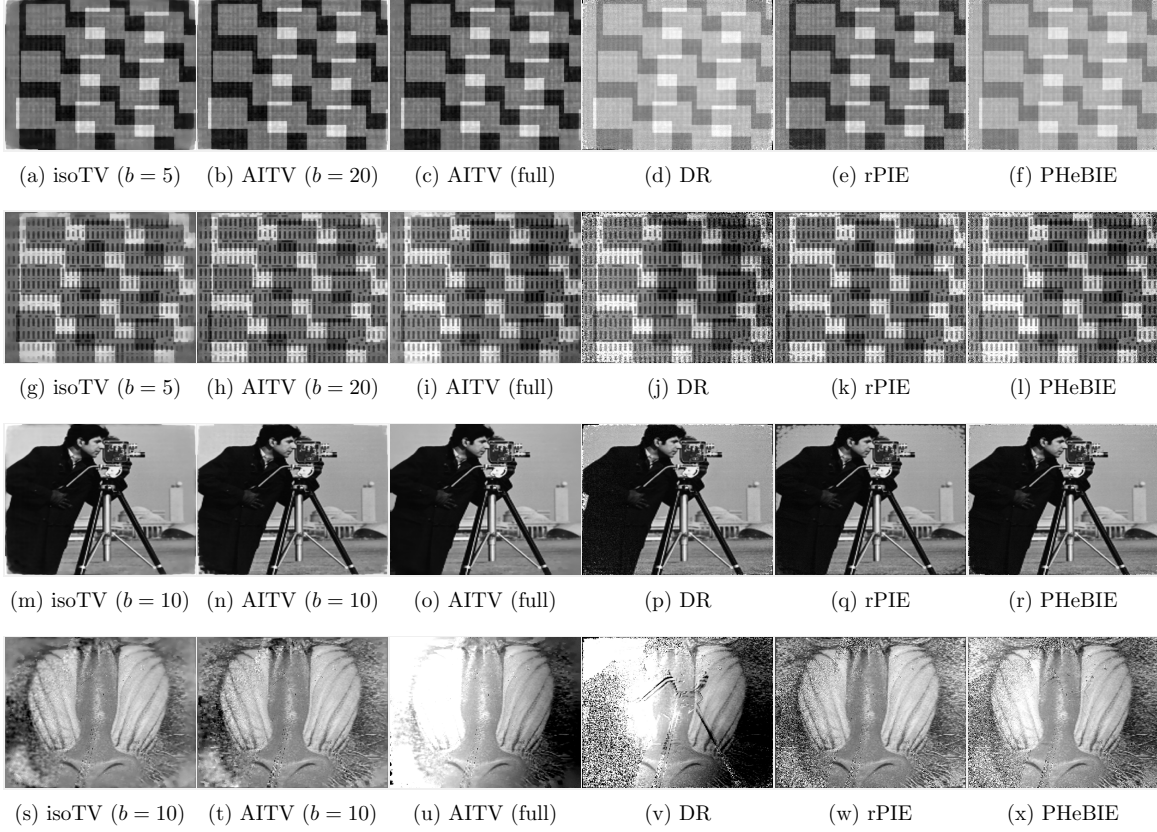 (a) isoTV (b = 5) (b) AITV (b = 20) (c) AITV (full) (d) DR (e) rPIE (f) PHeBIE
(g) isoTV (b = 5) (h) AITV (b = 20) (i) AITV (full) (j) DR (k) rPIE (l) PHeBIE
(m) isoTV (b = 10) (n) AITV (b = 10) (o) AITV (full) (p) DR (q) rPIE (r) PHeBIE
(s) isoTV (b = 10) (t) AITV (b = 10) (u) AITV (full) (v) DR (w) rPIE (x) PHeBIE